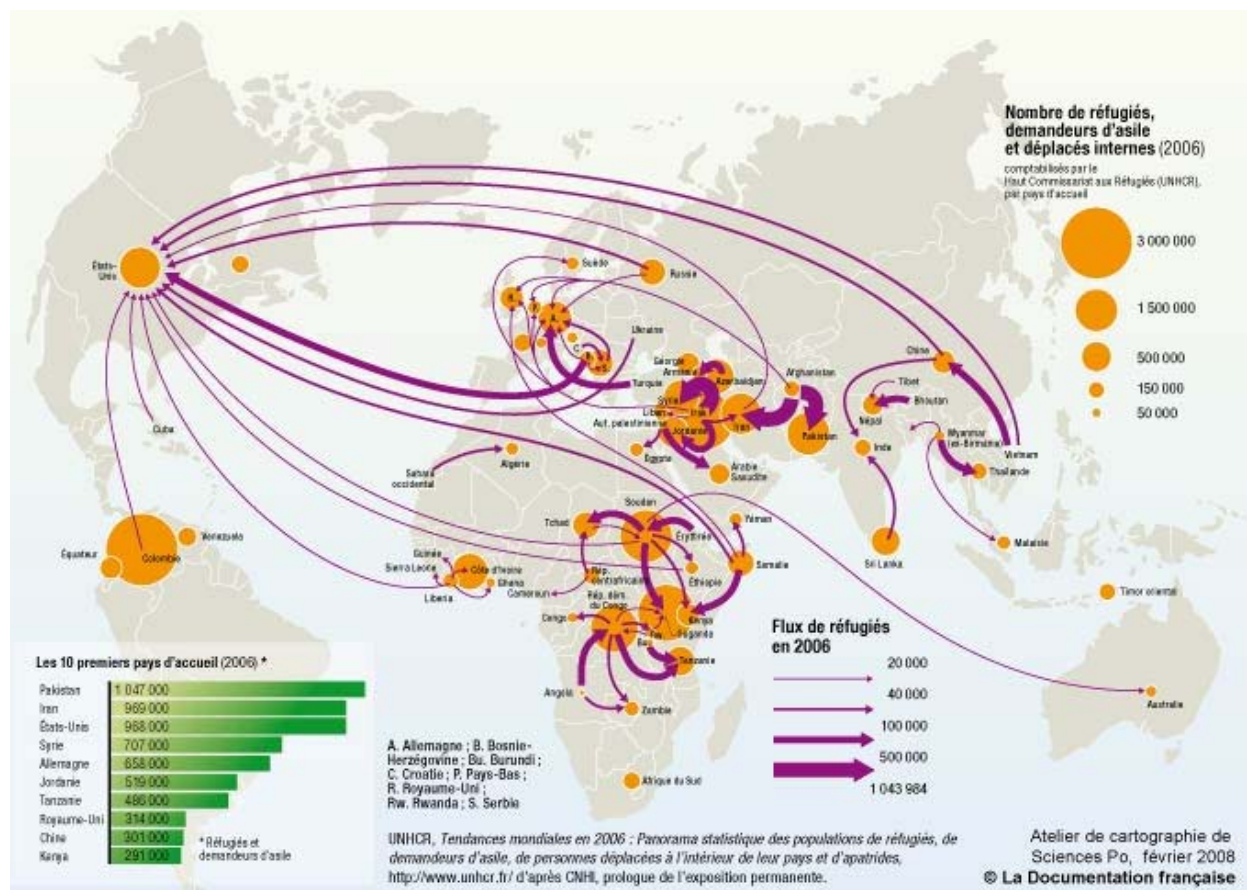 Nombre de réfugiés,
demandeurs d'asile
et déplacés internes (2006)
comptabilisés par le
Haut Commissariat aux Réfugiés (UNHCR),
par pays d'accueil
3 000 000
1 500 000
500 000
150 000
50 000
États-
Unis
Suède
Russie
R.
P.
A.
C.
S.
Ukraine
Turquie
Géorgie
Arménie
Azerbaïdjan
Afghanistan
Syrie
Liban
Irak
Aut. palestinienne
Jordanie
Iran
Pakistan
Égypte
Arabie
Saoudite
Chine
Tibet
Bhoutan
Népal
Myanmar
(ex-Birmanie)
Inde
Vietnam
Thaïlande
Cuba
Algérie
Sahara
occidental
Soudan
Tchad
Érythrée
Yémen
Somalie
Sri Lanka
Malaisie
Venezuela
Équateur
Colombie
Guinée
Sierra Leone
Côte d'Ivoire
Ghana
Liberia
Cameroun
Rép.
centrafricaine
Éthiopie
Rép. dém.
du Congo
Congo
Kenya
Ouganda
Rw.
Bu.
Tanzanie
Timor oriental
Angola
Zambie
Australie
Afrique du Sud
Flux de réfugiés
en 2006
20 000
40 000
100 000
500 000
1 043 984
Les 10 premiers pays d'accueil (2006) *
Pakistan 1 047 000
Iran 969 000
États-Unis 968 000
Syrie 707 000
Allemagne 658 000
Jordanie 519 000
Tanzanie 486 000
Royaume-Uni 314 000
Chine 301 000
Kenya 291 000
* Réfugiés et
demandeurs d'asile
A. Allemagne ; B. Bosnie-
Herzégovine ; Bu. Burundi ;
C. Croatie ; P. Pays-Bas ;
R. Royaume-Uni ;
Rw. Rwanda ; S. Serbie
UNHCR, Tendances mondiales en 2006 : Panorama statistique des populations de réfugiés, de
demandeurs d'asile, de personnes déplacées à l'intérieur de leur pays et d'apatrides,
http://www.unhcr.fr/ d'après CNHI, prologue de l'exposition permanente.
Atelier de cartographie de
Sciences Po, février 2008
© La Documentation française